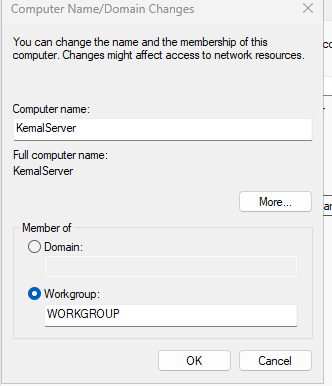 Computer Name/Domain Changes
You can change the name and the membership of this
computer. Changes might affect access to network resources.
Computer name:
KemalServer
Full computer name:
KemalServer
More...
Member of
Domain:
Workgroup:
WORKGROUP
OK
Cancel